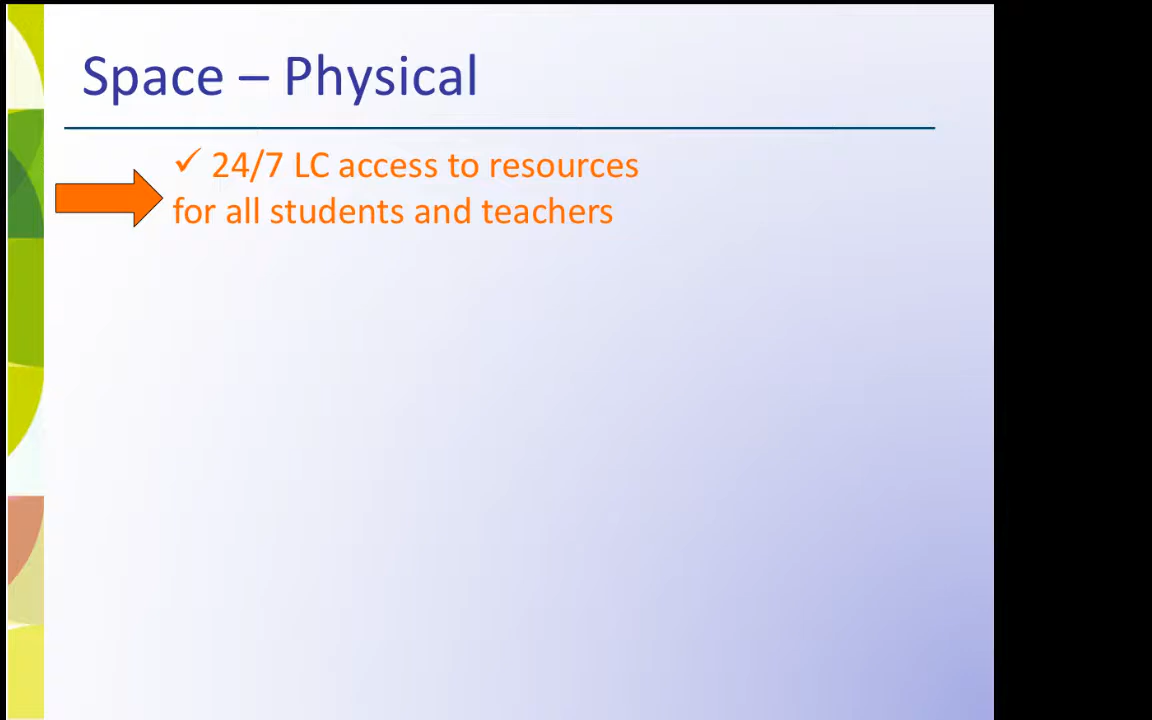 Space – Physical
✓ 24/7 LC access to resources
for all students and teachers